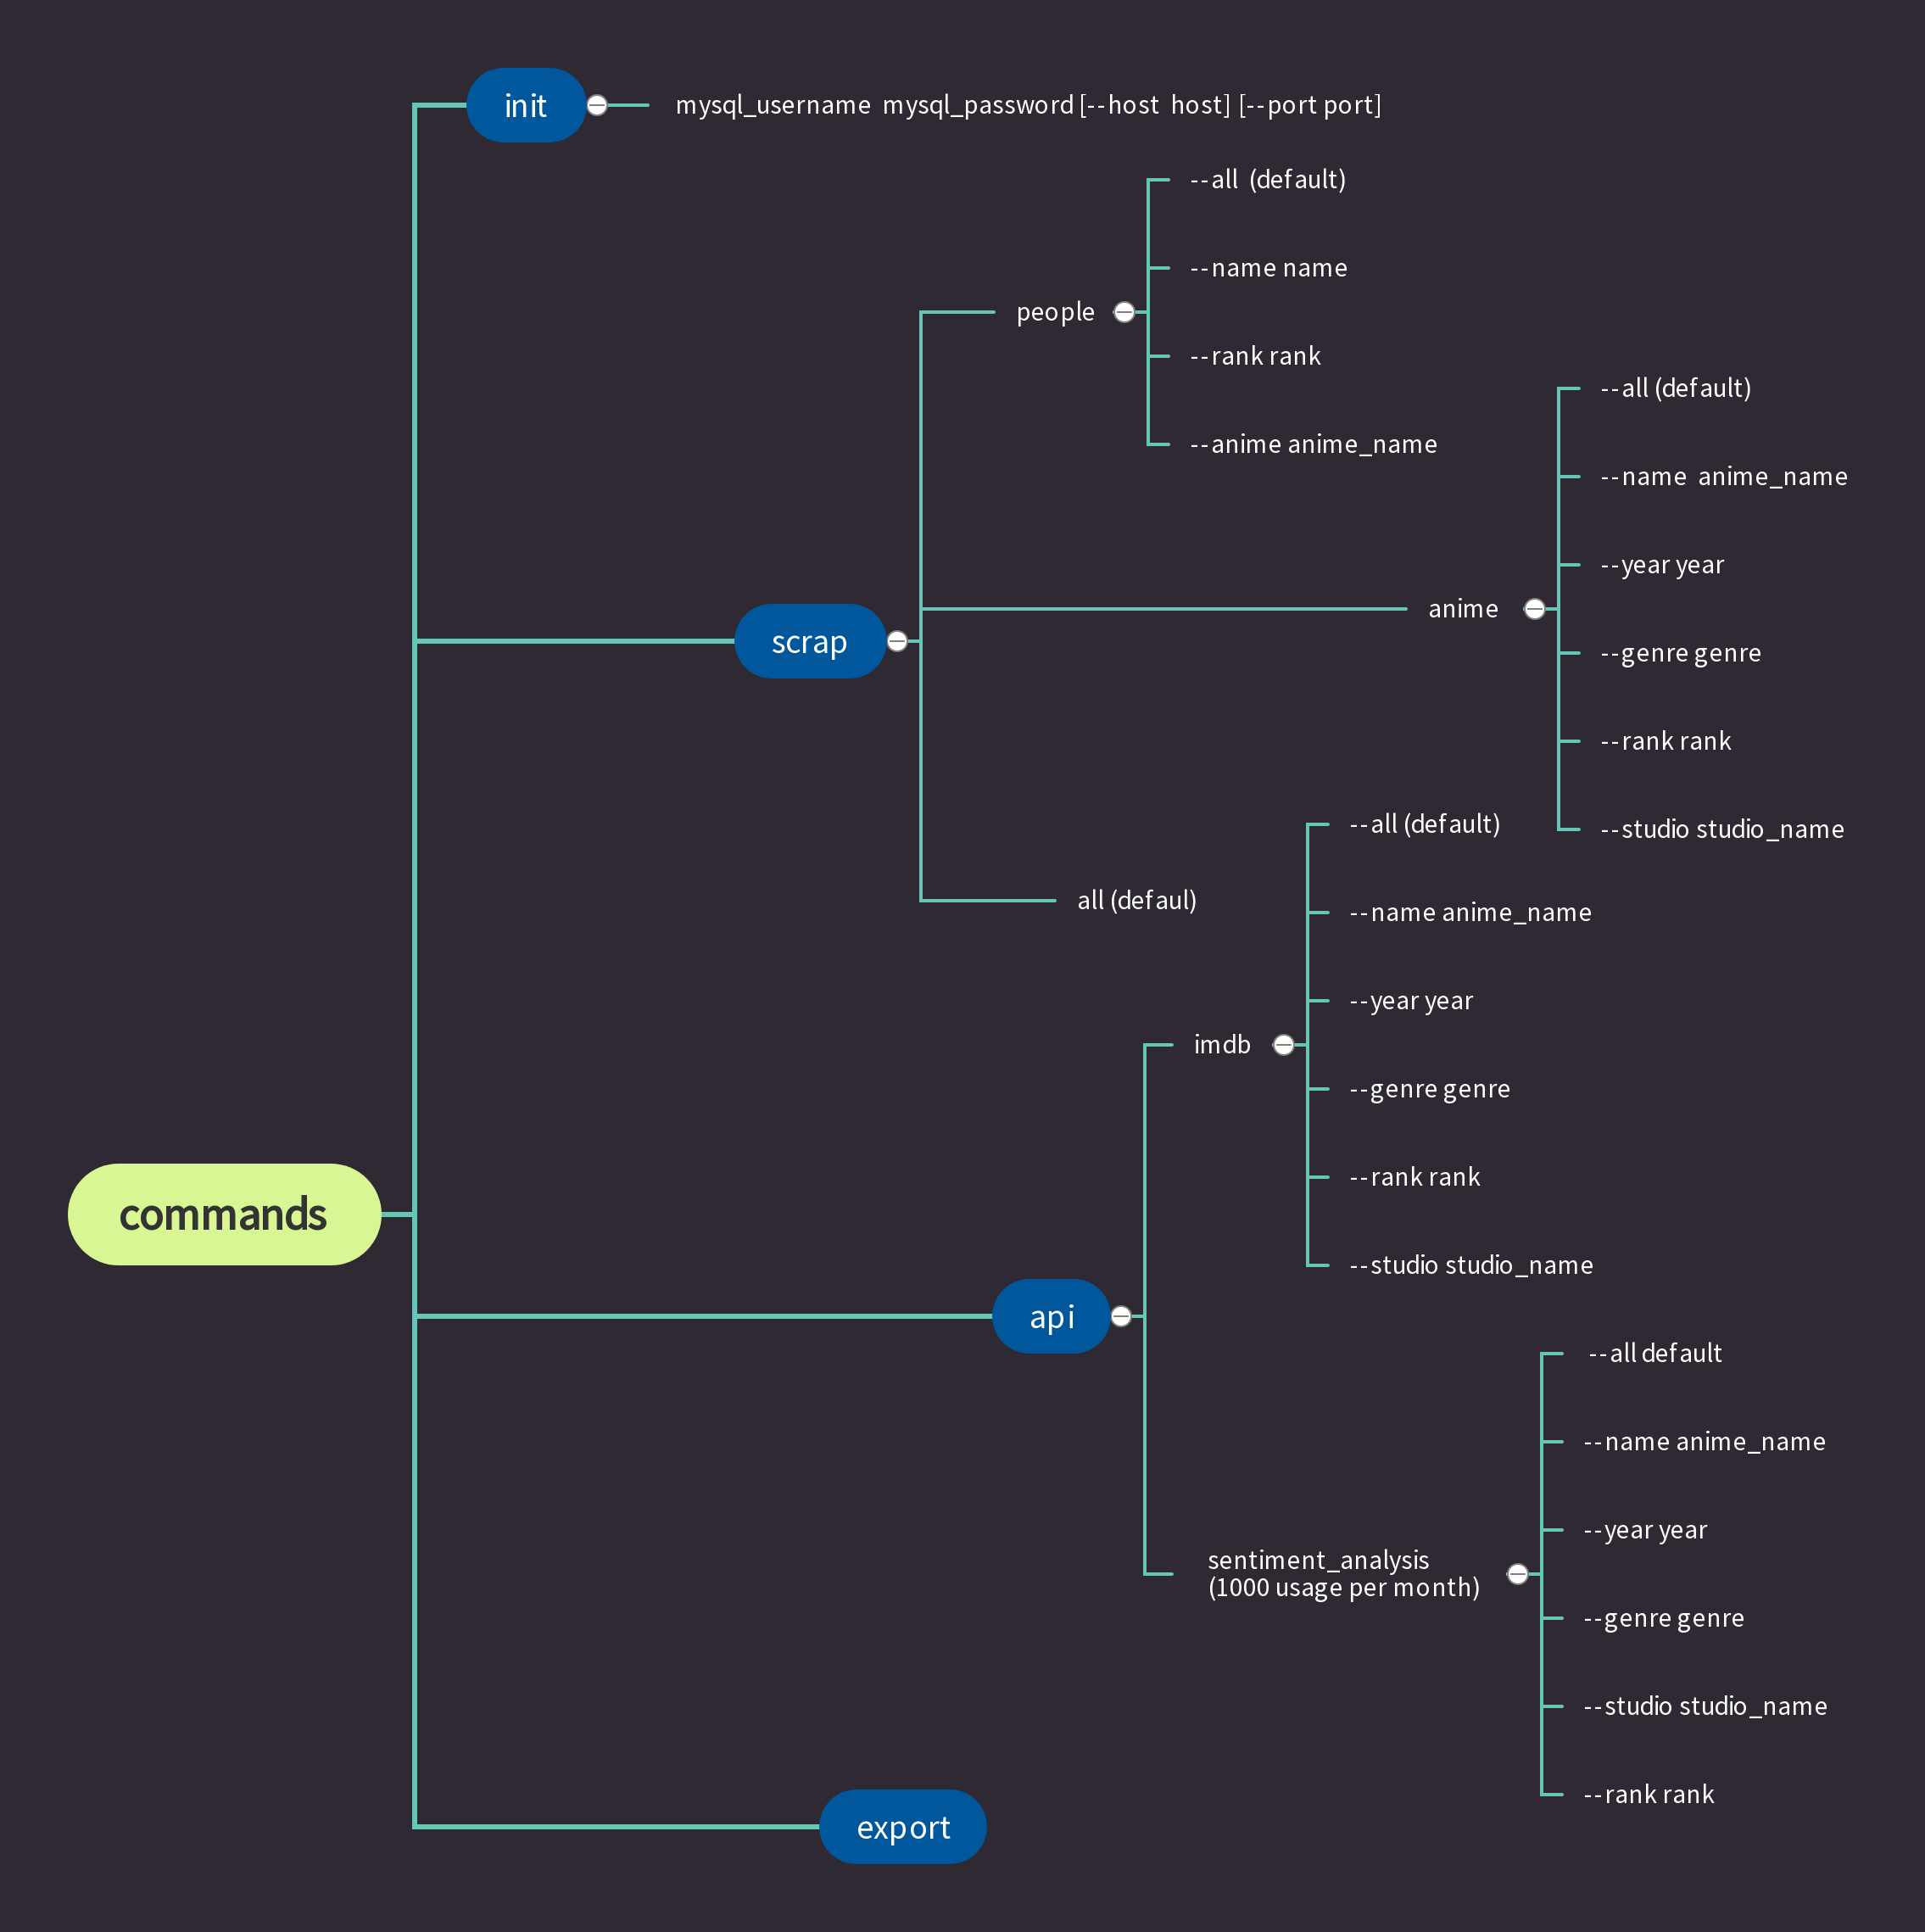 init
mysql_username mysql_password [--host host] [--port port]
scrap
people
--all (default)
--name name
--rank rank
--anime anime_name
anime
--all (default)
--name anime_name
--year year
--genre genre
--rank rank
--studio studio_name
all (defaul)
commands
api
imdb
--all (default)
--name anime_name
--year year
--genre genre
--rank rank
--studio studio_name
sentiment_analysis
(1000 usage per month)
--all default
--name anime_name
--year year
--genre genre
--studio studio_name
--rank rank
export